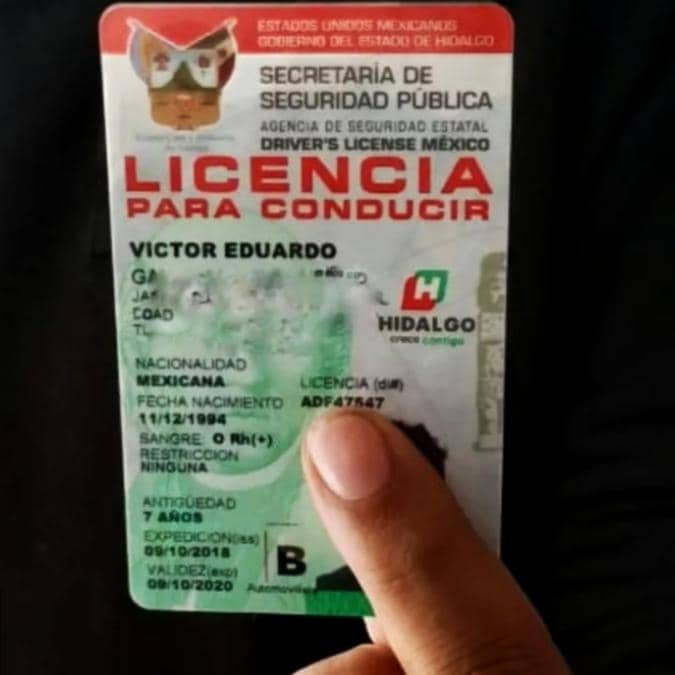 ESTADOS UNIDOS MEXICANOS
GOBIERNO DEL ESTADO DE HIDALGO
SECRETARÍA DE
SEGURIDAD PÚBLICA
AGENCIA DE SEGURIDAD ESTATAL
DRIVER'S LICENSE MÉXICO
LICENCIA
PARA CONDUCIR
VICTOR EDUARDO
HIDALGO
crece contigo
NACIONALIDAD
MEXICANA
LICENCIA (dl#)
FECHA NACIMIENTO
11/12/1994
SANGRE: O Rh(+)
RESTRICCION
NINGUNA
ANTIGÜEDAD
7 AÑOS
EXPEDICION(iss)
09/10/2018
VALIDEZ(exp)
09/10/2020
B
Automovilista